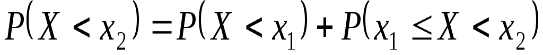 P(X < x₂) = P(X < x₁) + P(x₁ ≤ X < x₂)